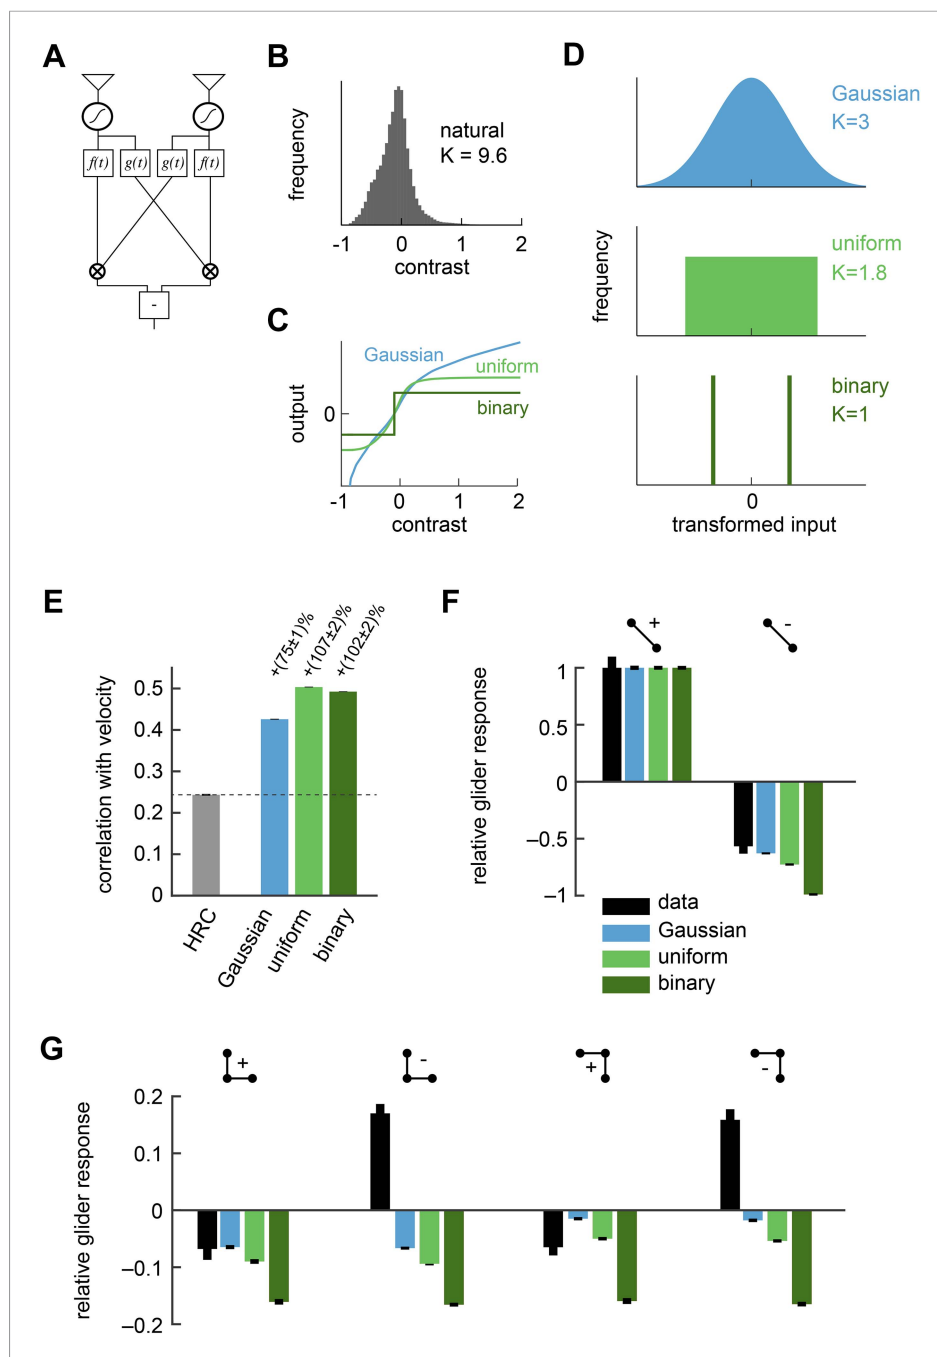 A
f(t)
g(t)
g(t)
f(t)
-
B
frequency
natural
K = 9.6
-1
0
1
2
contrast
C
Gaussian
uniform
binary
output
0
-1
0
1
2
contrast
D
Gaussian
K=3
uniform
K=1.8
frequency
binary
K=1
0
transformed input
E
+(75±1)%
+(107±2)%
+(102±2)%
correlation with velocity
0.5
0.4
0.3
0.2
0.1
0
HRC
Gaussian
uniform
binary
F
+
-
relative glider response
1
0.5
0
−0.5
−1
data
Gaussian
uniform
binary
G
+
-
+
-
relative glider response
0.2
0.1
0
−0.1
−0.2